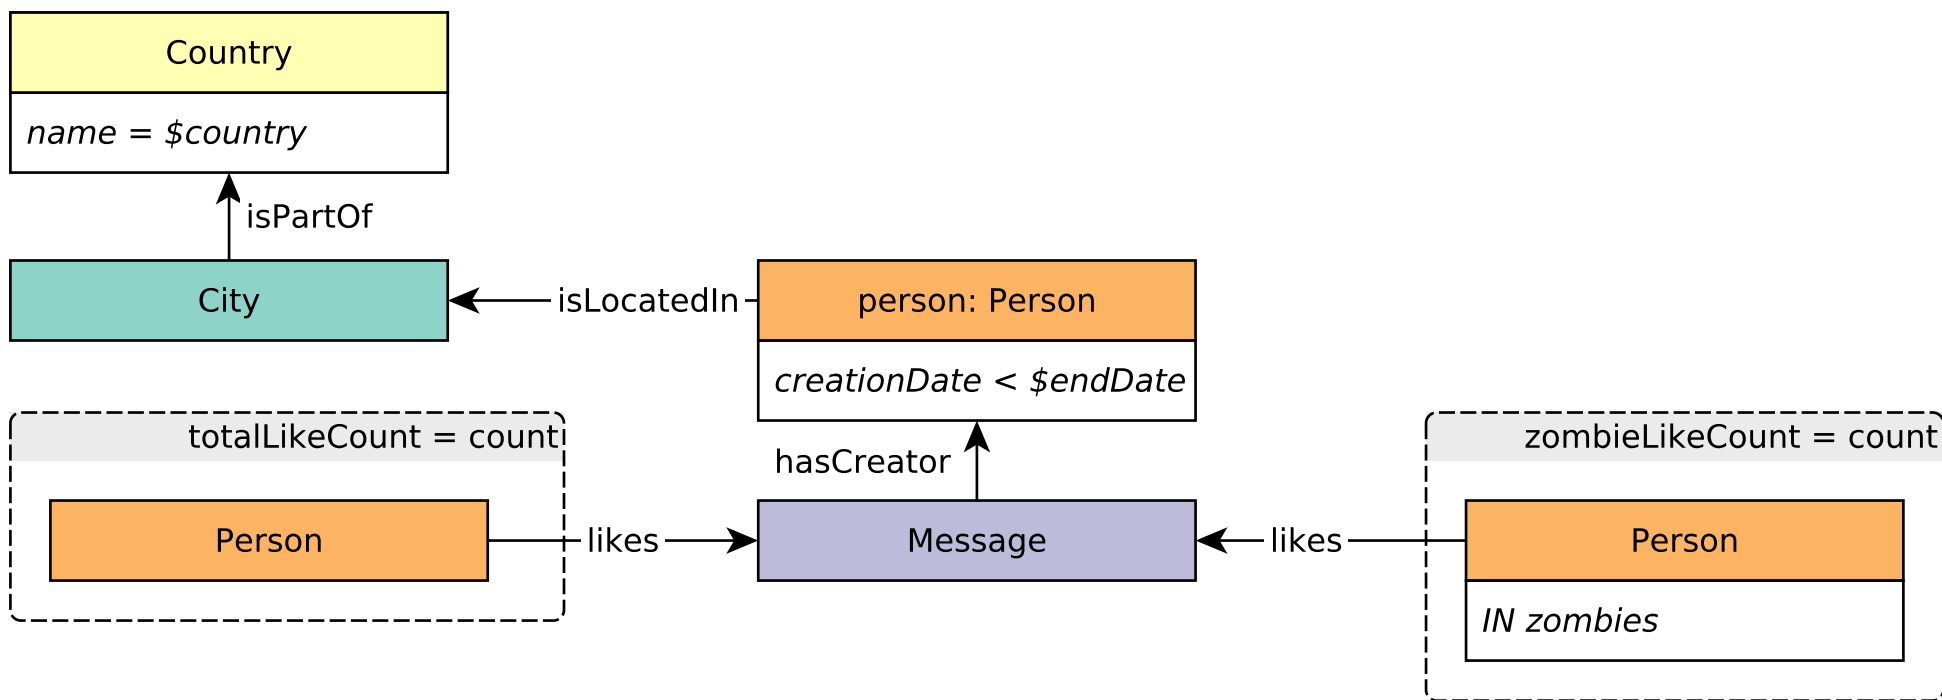 Country
name = $country
isPartOf
City
isLocatedIn
person: Person
creationDate < $endDate
totalLikeCount = count
hasCreator
zombieLikeCount = count
Person
likes
Message
likes
Person
IN zombies